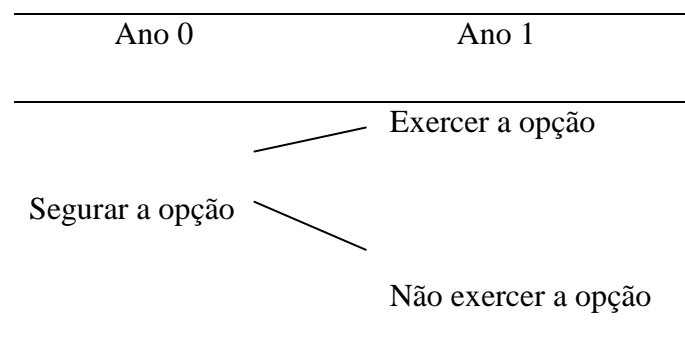 Ano 0 Ano 1
Exercer a opção
Segurar a opção
Não exercer a opção